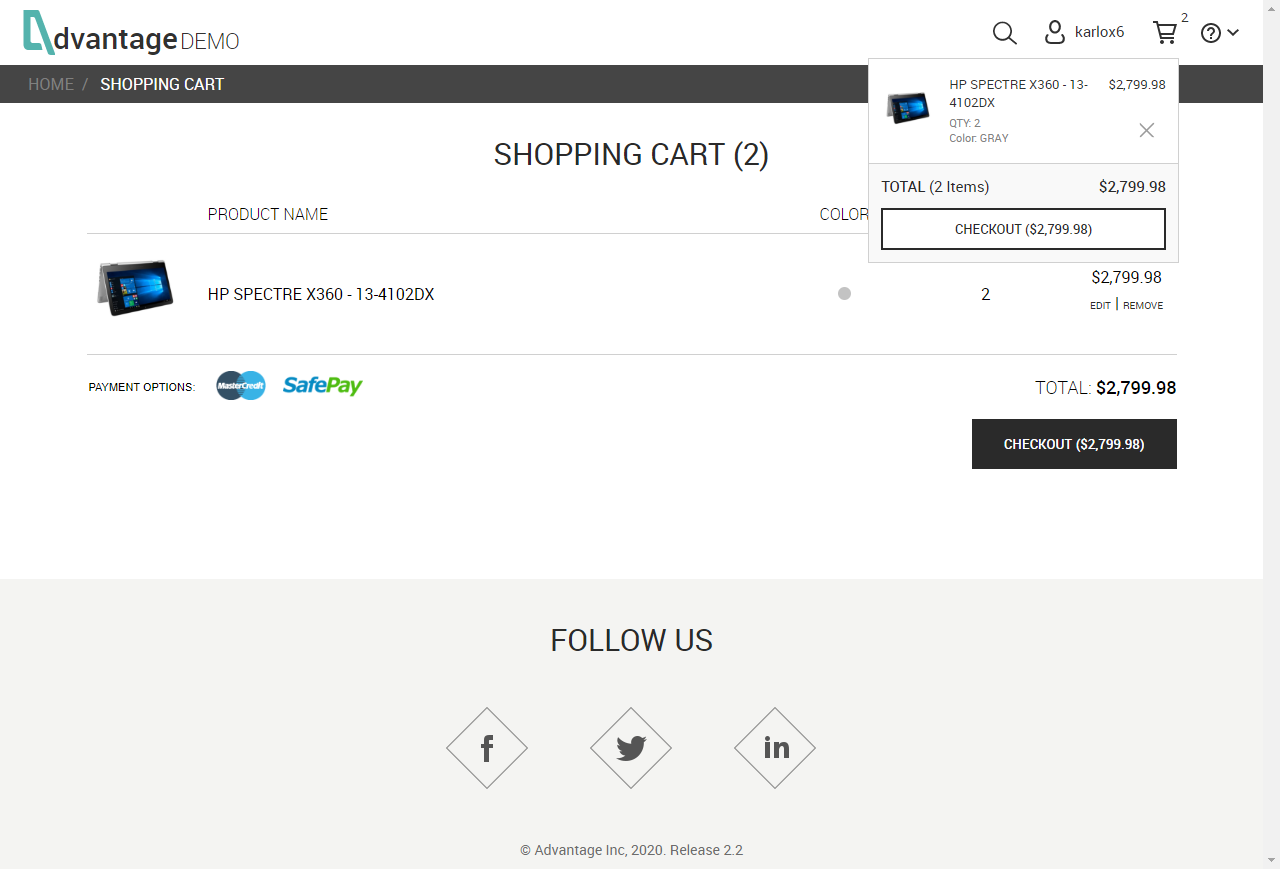 dvantage DEMO
karlox6
2
HOME / SHOPPING CART
HP SPECTRE X360 - 13-4102DX
$2,799.98
QTY: 2
Color: GRAY
TOTAL (2 Items) $2,799.98
CHECKOUT ($2,799.98)
SHOPPING CART (2)
PRODUCT NAME
COLOR
HP SPECTRE X360 - 13-4102DX
2
$2,799.98
EDIT | REMOVE
PAYMENT OPTIONS:
MasterCredit
SafePay
TOTAL: $2,799.98
CHECKOUT ($2,799.98)
FOLLOW US
f
in
© Advantage Inc, 2020. Release 2.2